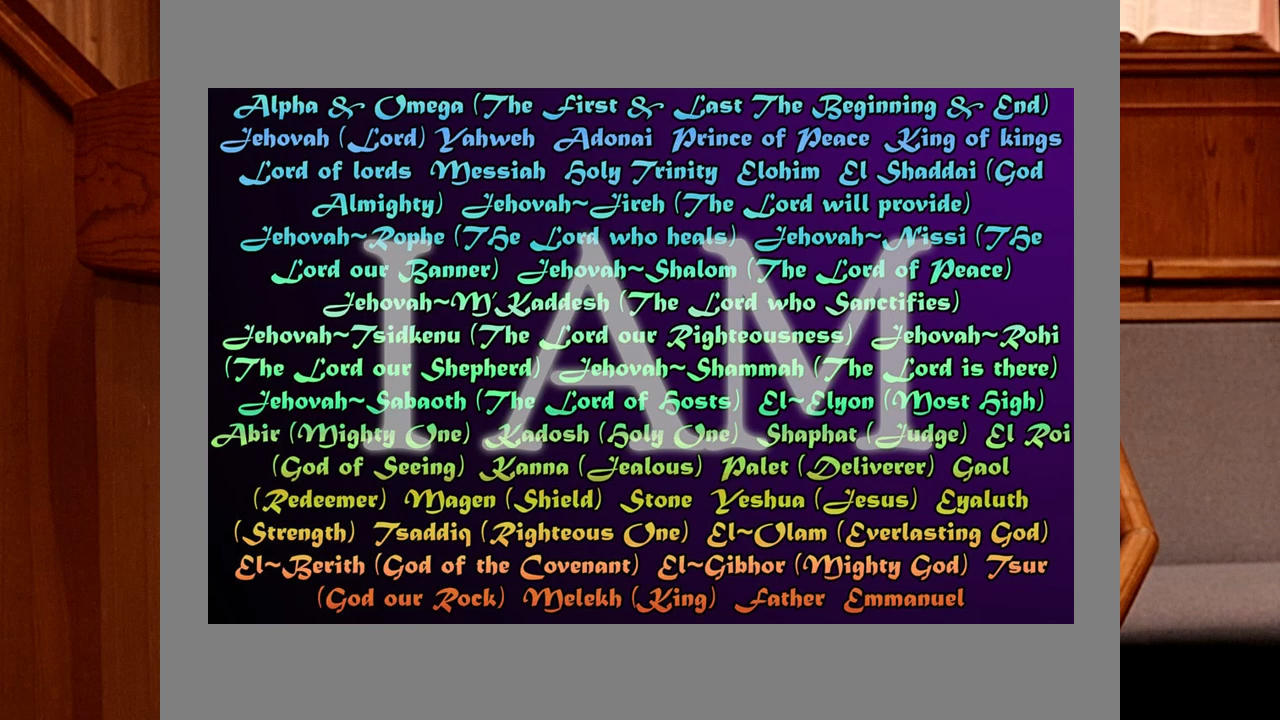 Alpha & Omega (The First & Last The Beginning & End)
Jehovah (Lord) Yahweh Adonai Prince of Peace King of kings
Lord of lords Messiah Holy Trinity Elohim El Shaddai (God
Almighty) Jehovah~Jireh (The Lord will provide)
Jehovah~Rophe (THe Lord who heals) Jehovah~Nissi (THe
Lord our Banner) Jehovah~Shalom (The Lord of Peace)
Jehovah~M'Kaddesh (The Lord who Sanctifies)
Jehovah~Tsidkenu (The Lord our Righteousness) Jehovah~Rohi
(The Lord our Shepherd) Jehovah~Shammah (The Lord is there)
Jehovah~Sabaoth (The Lord of Hosts) El~Elyon (Most High)
Abir (Mighty One) Kadosh (Holy One) Shaphat (Judge) El Roi
(God of Seeing) Kanna (Jealous) Palet (Deliverer) Gaol
(Redeemer) Magen (Shield) Stone Yeshua (Jesus) Eyaluth
(Strength) Tsaddiq (Righteous One) El~Olam (Everlasting God)
El~Berith (God of the Covenant) El~Gibhor (Mighty God) Tsur
(God our Rock) Melekh (King) Father Emmanuel
I AM